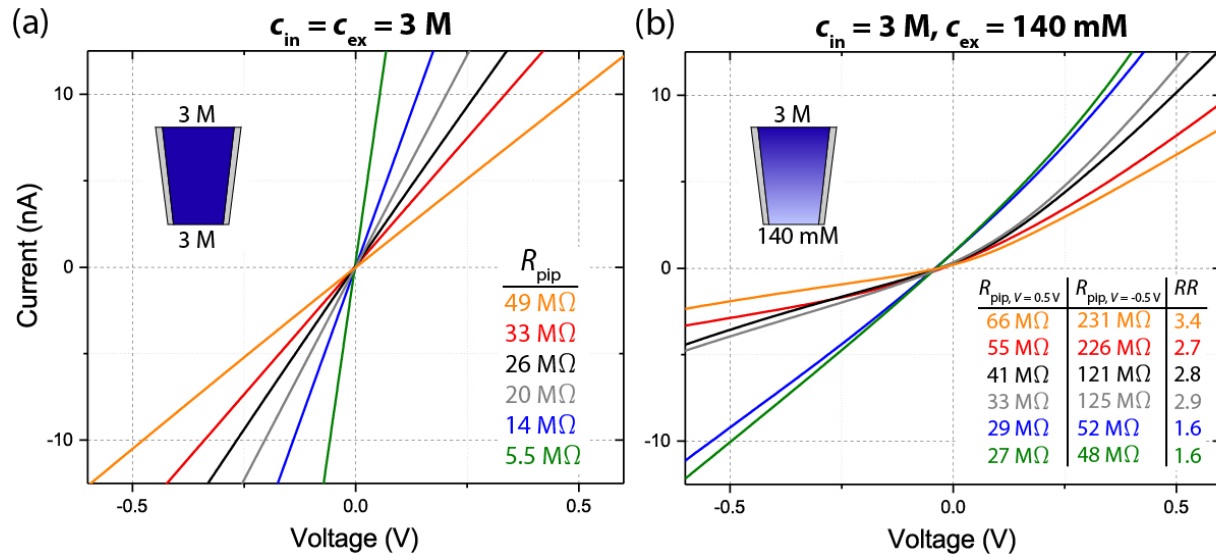 (a)
c_in = c_ex = 3 M
Current (nA)
10
0
-10
3 M
3 M
R_pip
49 MΩ
33 MΩ
26 MΩ
20 MΩ
14 MΩ
5.5 MΩ
-0.5 0.0 0.5
Voltage (V)
(b)
c_in = 3 M, c_ex = 140 mM
10
0
-10
3 M
140 mM
R_pip, V = 0.5 V R_pip, V = -0.5 V RR
66 MΩ 231 MΩ 3.4
55 MΩ 226 MΩ 2.7
41 MΩ 121 MΩ 2.8
33 MΩ 125 MΩ 2.9
29 MΩ 52 MΩ 1.6
27 MΩ 48 MΩ 1.6
-0.5 0.0 0.5
Voltage (V)